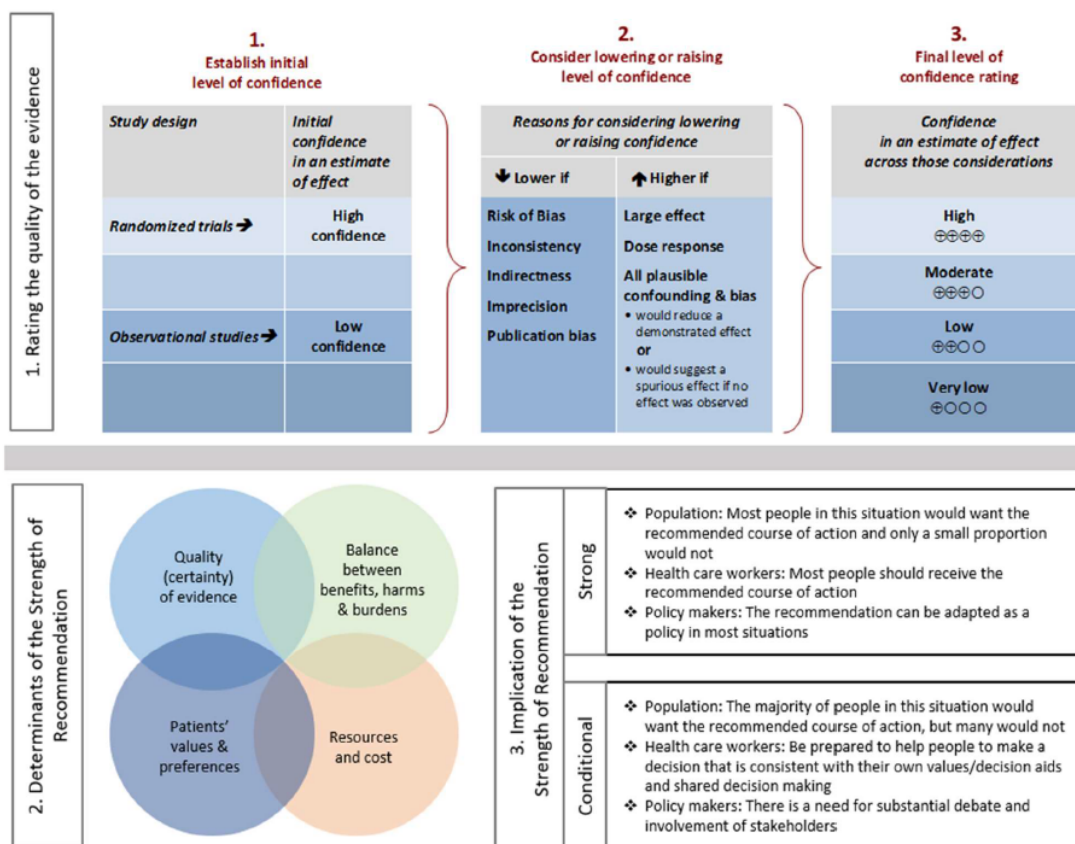 1. Rating the quality of the evidence
1.
Establish initial
level of confidence
2.
Consider lowering or raising
level of confidence
3.
Final level of
confidence rating
Study design
Initial
confidence
in an estimate
of effect
Randomized trials ➔
High
confidence
Observational studies ➔
Low
confidence
Reasons for considering lowering
or raising confidence
🡇 Lower if
🡅 Higher if
Risk of Bias
Inconsistency
Indirectness
Imprecision
Publication bias
Large effect
Dose response
All plausible
confounding & bias
• would reduce a
demonstrated effect
or
• would suggest a
spurious effect if no
effect was observed
Confidence
in an estimate of effect
across those considerations
High
⊕⊕⊕⊕
Moderate
⊕⊕⊕○
Low
⊕⊕○○
Very low
⊕○○○
2. Determinants of the Strength of
Recommendation
Quality
(certainty)
of evidence
Balance
between
benefits, harms
& burdens
Patients’
values &
preferences
Resources
and cost
3. Implication of the
Strength of Recommendation
Strong
❖ Population: Most people in this situation would want the
recommended course of action and only a small proportion
would not
❖ Health care workers: Most people should receive the
recommended course of action
❖ Policy makers: The recommendation can be adapted as a
policy in most situations
Conditional
❖ Population: The majority of people in this situation would
want the recommended course of action, but many would not
❖ Health care workers: Be prepared to help people to make a
decision that is consistent with their own values/decision aids
and shared decision making
❖ Policy makers: There is a need for substantial debate and
involvement of stakeholders